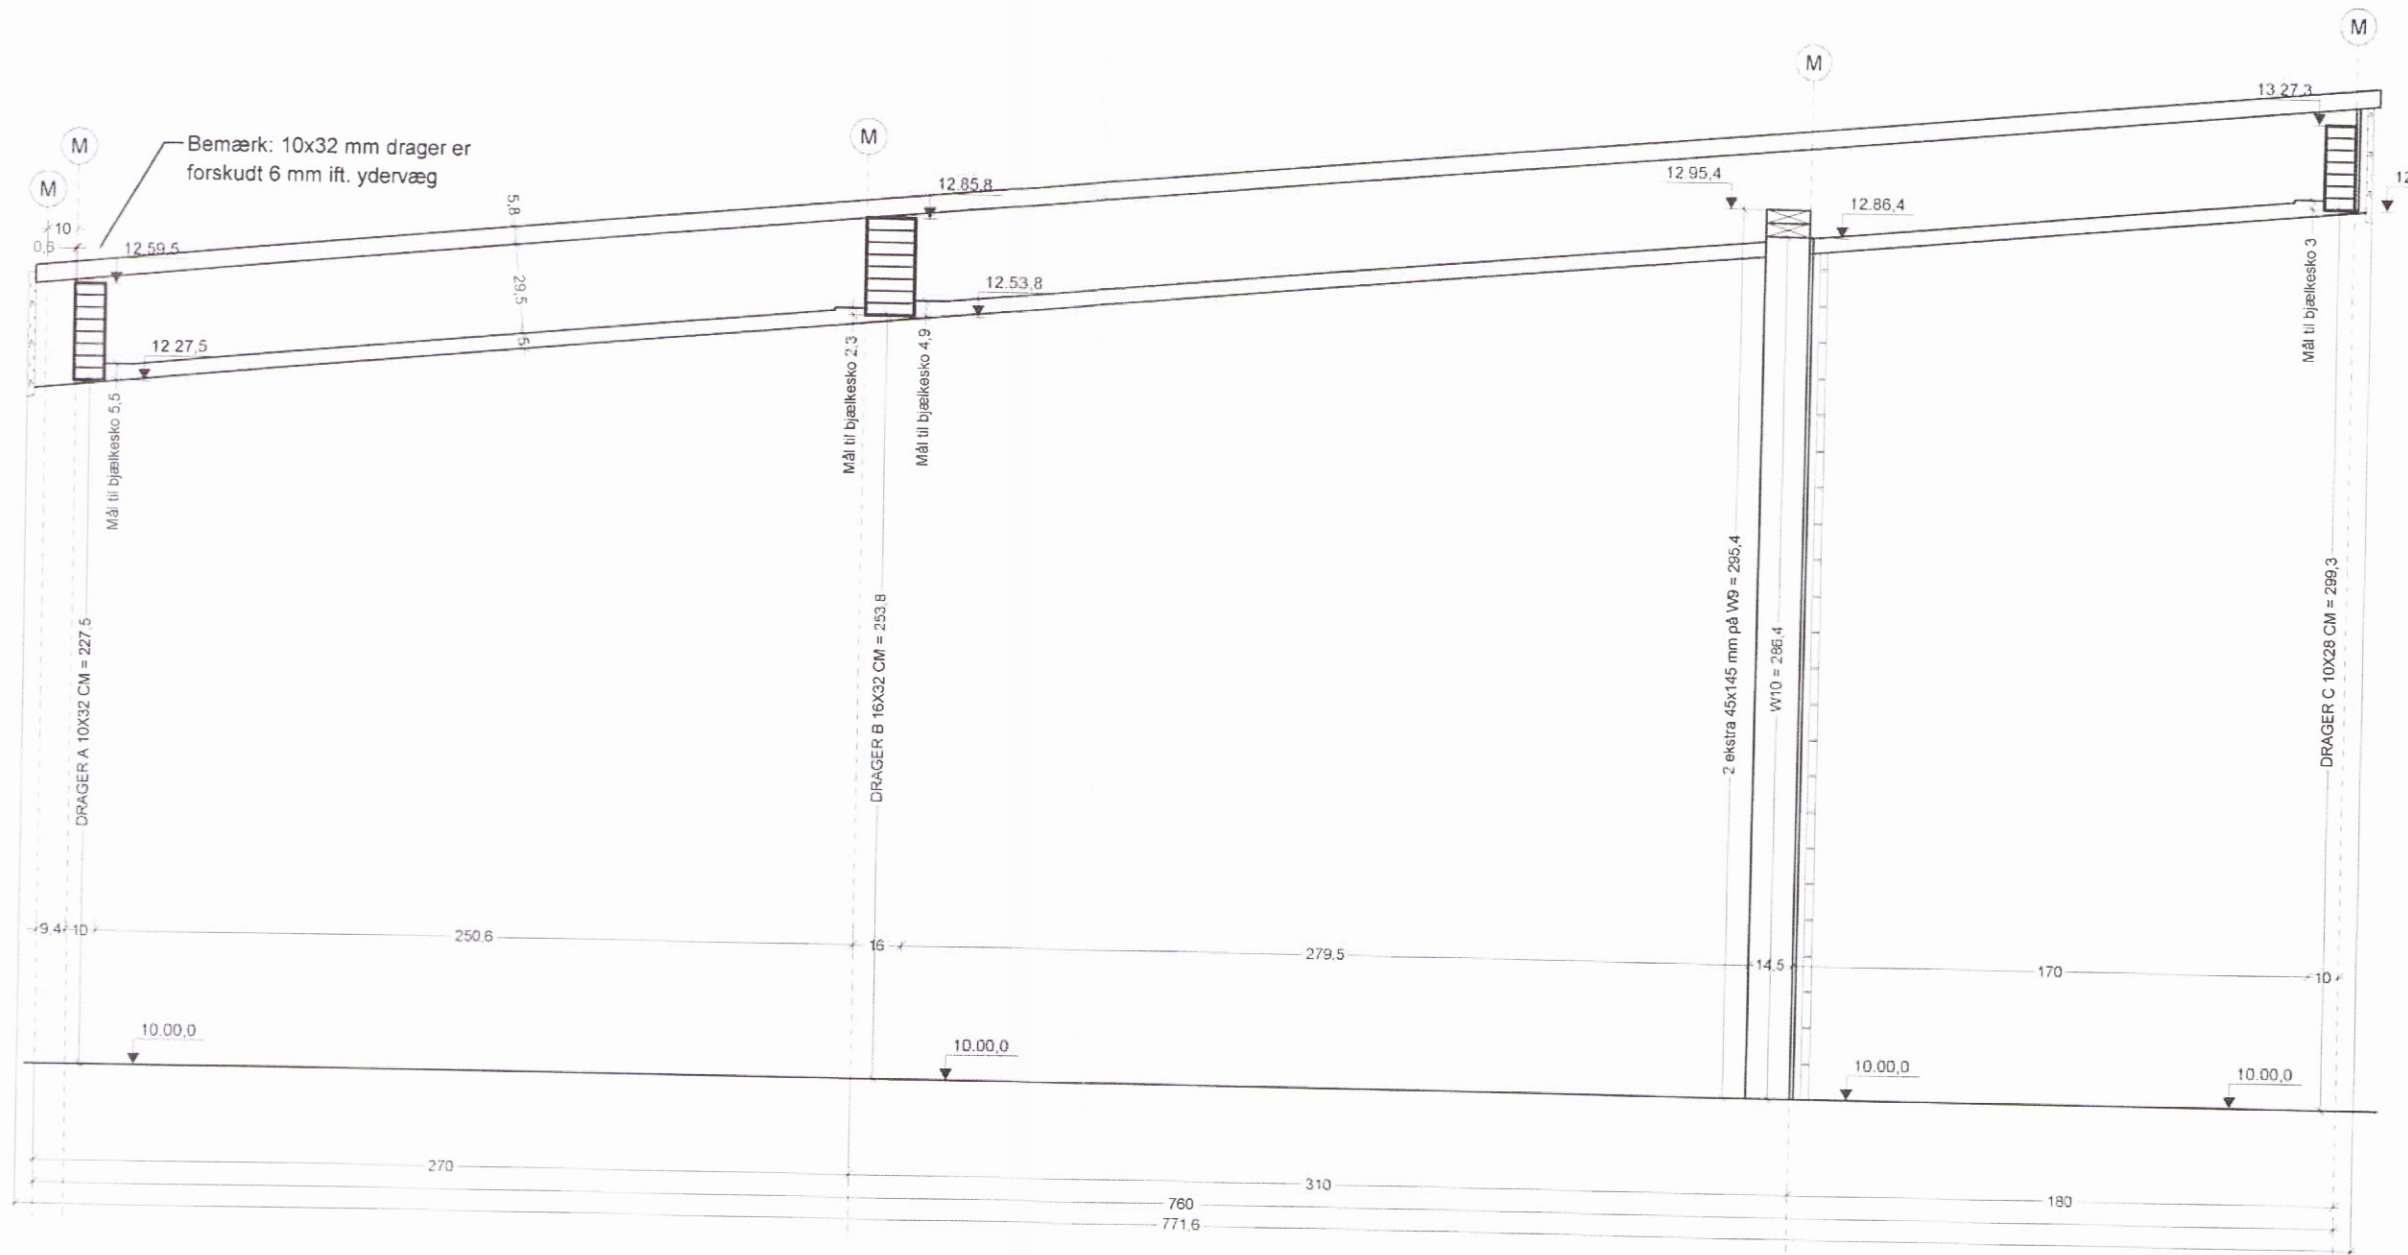 M
M
M
M
M
Bemærk: 10x32 mm drager er
forskudt 6 mm ift. ydervæg
10
0,6
12.59,5
5,8
29,5
5
12.85,8
12.95,4
12.86,4
13.27,3
12
12.27,5
12.53,8
Mål til bjælkesko 5,5
Mål til bjælkesko 2,3
Mål til bjælkesko 4,9
Mål til bjælkesko 3
DRAGER A 10X32 CM = 227,5
DRAGER B 16X32 CM = 253,8
2 ekstra 45x145 mm på W9 = 295,4
W10 = 286,4
DRAGER C 10X28 CM = 299,3
9,4
10
250,6
16
279,5
14,5
170
10
10.00,0
10.00,0
10.00,0
10.00,0
270
310
180
760
771,6